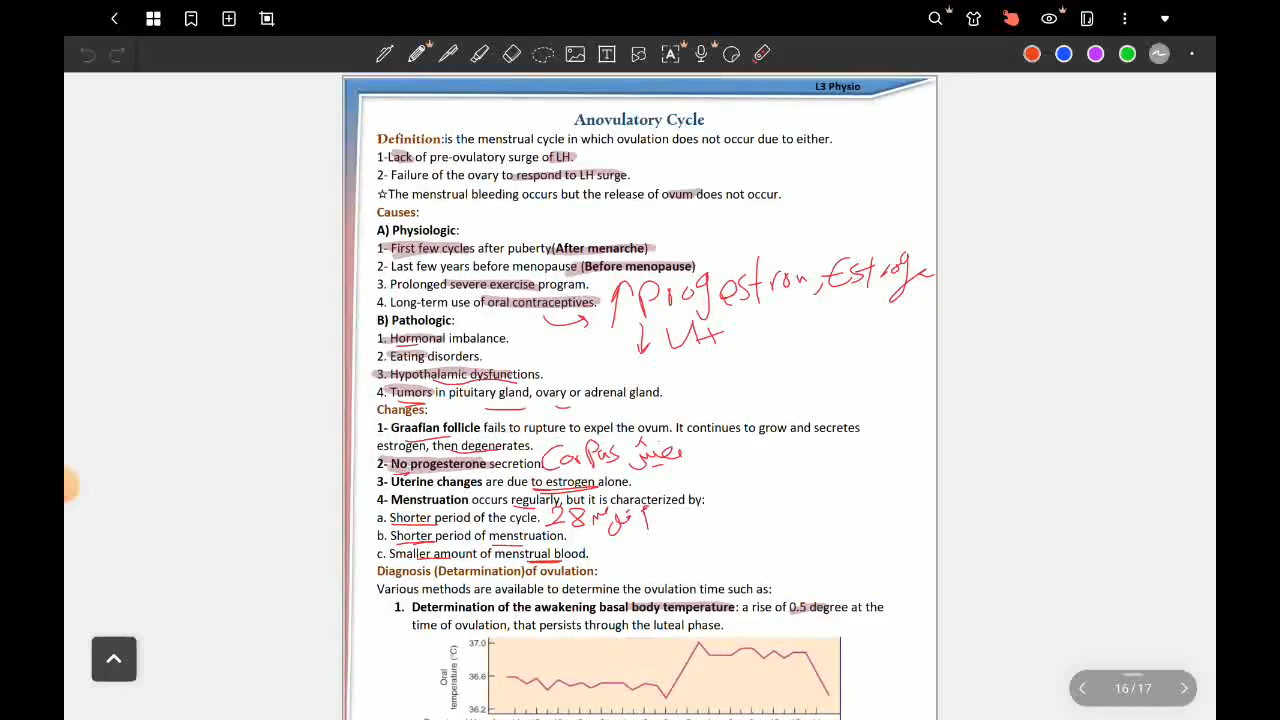 L3 Physio
Anovulatory Cycle
Definition:is the menstrual cycle in which ovulation does not occur due to either.
1-Lack of pre-ovulatory surge of LH.
2- Failure of the ovary to respond to LH surge.
☆The menstrual bleeding occurs but the release of ovum does not occur.
Causes:
A) Physiologic:
1- First few cycles after puberty(After menarche)
2- Last few years before menopause (Before menopause)
3. Prolonged severe exercise program.
4. Long-term use of oral contraceptives.
↑ Progestron, Estroge
B) Pathologic:
1. Hormonal imbalance.
2. Eating disorders.
3. Hypothalamic dysfunctions.
4. Tumors in pituitary gland, ovary or adrenal gland.
Changes:
1- Graafian follicle fails to rupture to expel the ovum. It continues to grow and secretes
estrogen, then degenerates.
2- No progesterone secretion. Corpus
3- Uterine changes are due to estrogen alone.
4- Menstruation occurs regularly, but it is characterized by:
a. Shorter period of the cycle. 28
b. Shorter period of menstruation.
c. Smaller amount of menstrual blood.
Diagnosis (Detarmination)of ovulation:
Various methods are available to determine the ovulation time such as:
1. Determination of the awakening basal body temperature: a rise of 0.5 degree at the
time of ovulation, that persists through the luteal phase.
37.0
36.6
36.2
Oral
temperature (°C)
16/17